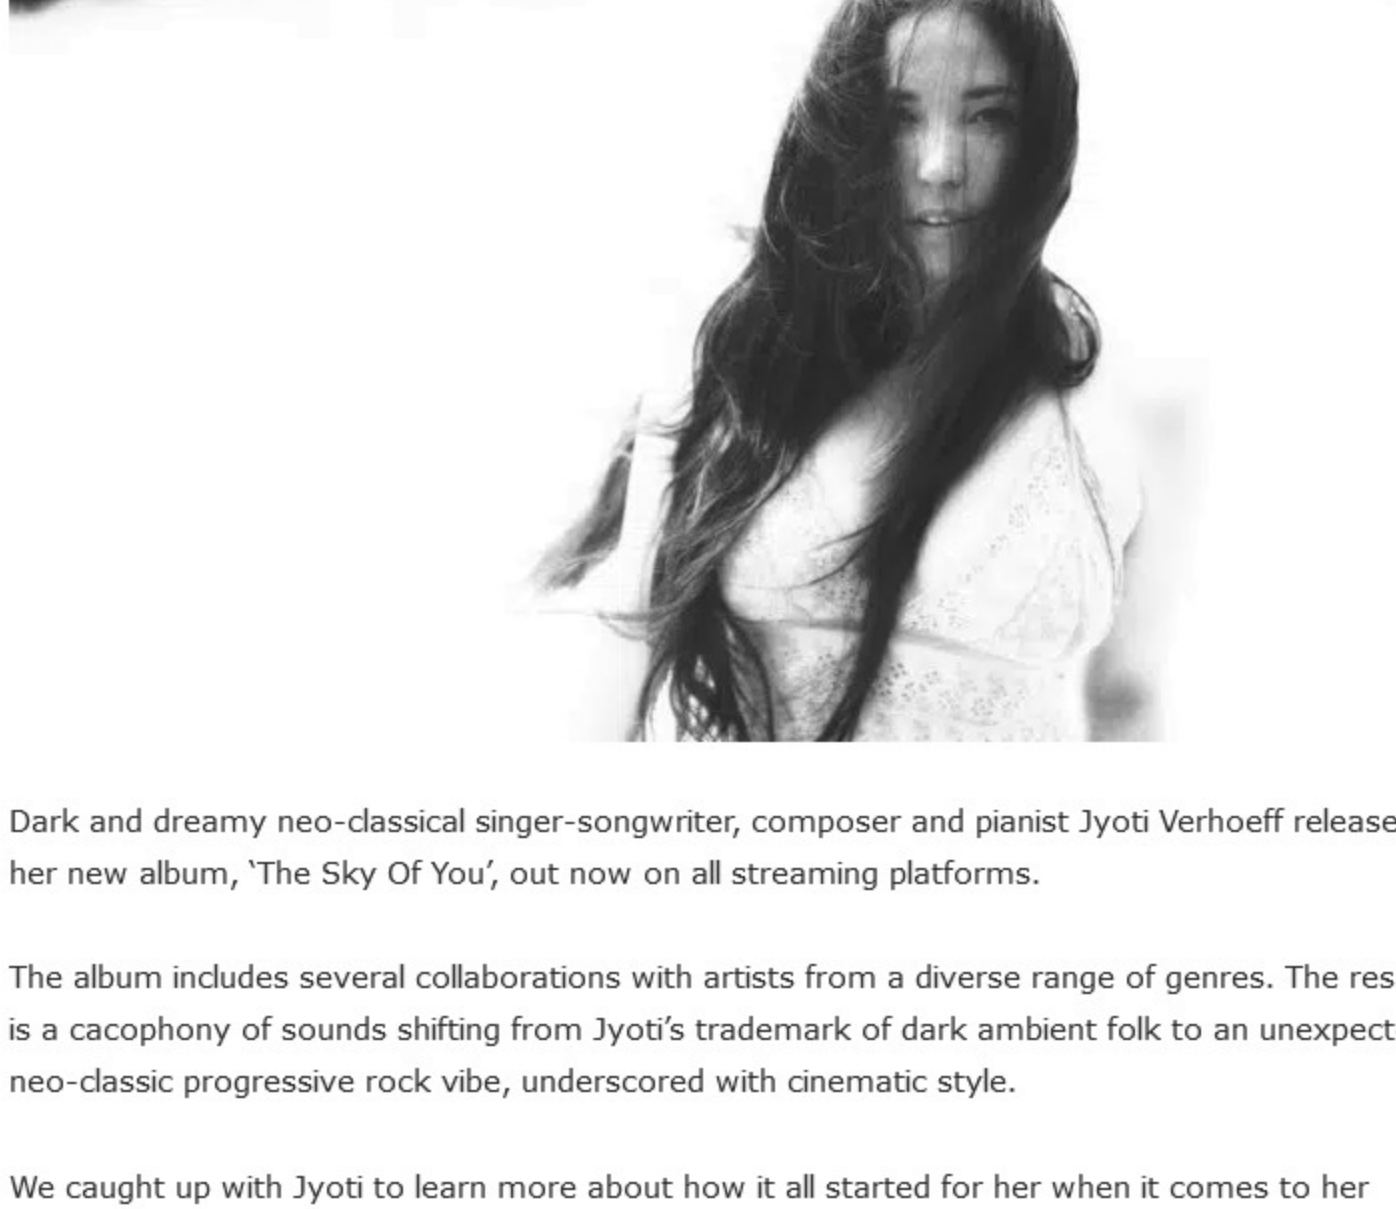 Dark and dreamy neo-classical singer-songwriter, composer and pianist Jyoti Verhoeff release
her new album, ‘The Sky Of You’, out now on all streaming platforms.
The album includes several collaborations with artists from a diverse range of genres. The res
is a cacophony of sounds shifting from Jyoti’s trademark of dark ambient folk to an unexpect
neo-classic progressive rock vibe, underscored with cinematic style.
We caught up with Jyoti to learn more about how it all started for her when it comes to her